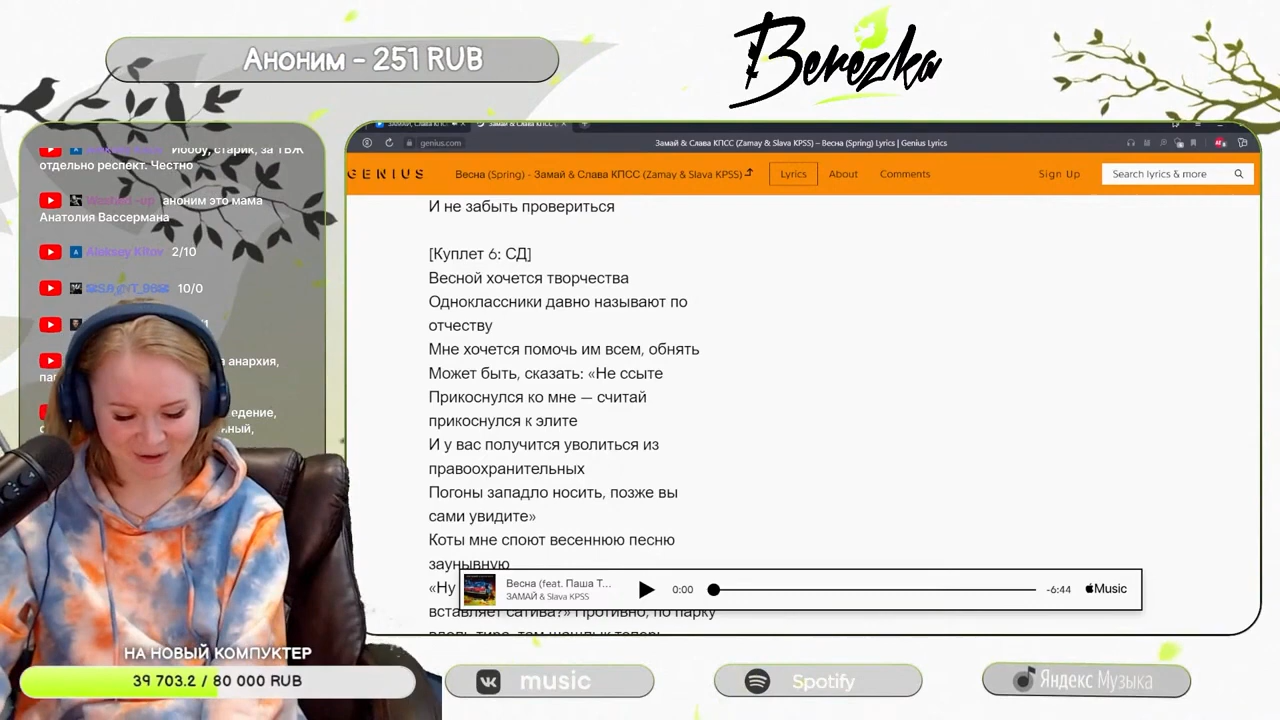 Аноним - 251 RUB
Berezka
отдельно респект. Честно
аноним это мама
Анатолия Вассермана
Aleksey Kitov 2/10
10/0
а анархия,
едение,
Замай & Слава КПСС (Zamay & Slava KPSS) – Весна (Spring) Lyrics | Genius Lyrics
genius.com
GENIUS
Весна (Spring) - Замай & Слава КПСС (Zamay & Slava KPSS)
Lyrics
About
Comments
Sign Up
Search lyrics & more
И не забыть провериться
[Куплет 6: СД]
Весной хочется творчества
Одноклассники давно называют по
отчеству
Мне хочется помочь им всем, обнять
Может быть, сказать: «Не ссыте
Прикоснулся ко мне — считай
прикоснулся к элите
И у вас получится уволиться из
правоохранительных
Погоны западло носить, позже вы
сами увидите»
Коты мне споют весеннюю песню
заунывную
«Ну
вставляет сатива?» Противно, по парку
Весна (feat. Паша Т...
ЗАМАЙ & Slava KPSS
0:00
-6:44
Music
НА НОВЫЙ КОМПУКТЕР
39 703.2 / 80 000 RUB
music
Spotify
Яндекс Музыка